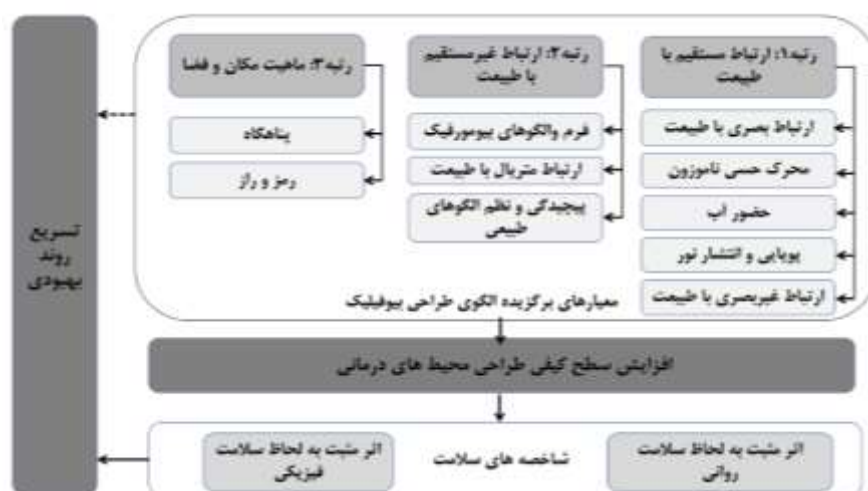 رتبه۱: ارتباط مستقیم با
طبیعت
ارتباط بصری با طبیعت
محرک حسی ناموزون
حضور آب
پویایی و انتشار نور
ارتباط غیربصری با طبیعت
رتبه۲: ارتباط غیرمستقیم
با طبیعت
فرم والگوهای بیومورفیک
ارتباط متریال با طبیعت
پیچیدگی و نظم الگوهای
طبیعی
رتبه۳: ماهیت مکان و فضا
پناهگاه
رمز و راز
معیارهای برگزیده الگوی طراحی بیوفیلیک
افزایش سطح کیفی طراحی محیط های درمانی
اثر مثبت به لحاظ سلامت
روانی
شاخصه های سلامت
اثر مثبت به لحاظ سلامت
فیزیکی
تسریع
روند
بهبودی